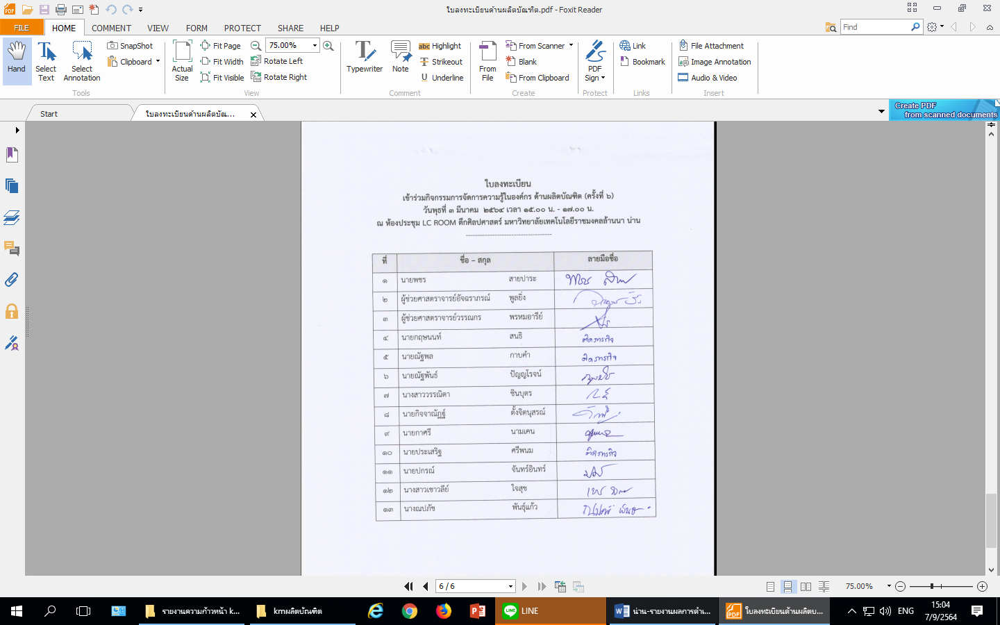 ใบลงทะเบียนด้านผลิตบัณฑิต.pdf - Foxit Reader
FILE HOME COMMENT VIEW FORM PROTECT SHARE HELP
Find
Hand
Select Text
Select Annotation
SnapShot
Clipboard
Tools
Actual Size
Fit Page
Fit Width
Fit Visible
75.00%
Rotate Left
Rotate Right
View
Typewriter
Note
Highlight
Strikeout
Underline
Comment
From File
From Scanner
Blank
From Clipboard
Create
PDF Sign
Protect
Link
Bookmark
Links
File Attachment
Image Annotation
Audio & Video
Insert
Start
ใบลงทะเบียนด้านผลิตบัณ...
Create PDF
from scanned documents
ใบลงทะเบียน
เข้าร่วมกิจกรรมการจัดการความรู้ในองค์กร ด้านผลิตบัณฑิต (ครั้งที่ ๖)
วันพุธที่ ๓ มีนาคม ๒๕๖๔ เวลา ๑๕.๐๐ น. - ๑๗.๐๐ น.
ณ ห้องประชุม LC ROOM ตึกศิลปศาสตร์ มหาวิทยาลัยเทคโนโลยีราชมงคลล้านนา น่าน
ที่ ชื่อ – สกุล ลายมือชื่อ
๑ นายพชร สายปาระ
๒ ผู้ช่วยศาสตราจารย์อัจฉราภรณ์ พูลยิ่ง
๓ ผู้ช่วยศาสตราจารย์วรรณกร พรหมอารีย์
๔ นายกฤษนนท์ สนธิ ติดภารกิจ
๕ นายณัฐพล กาบคำ ติดภารกิจ
๖ นายณัฐพันธ์ ปัญญโรจน์
๗ นางสาววรรณิดา ชินบุตร
๘ นายกิจจาณัฏฐ์ ตั้งจิตนุสรณ์
๙ นายกาศรี นามเคน
๑๐ นายประเสริฐ ศรีพนม ติดภารกิจ
๑๑ นายปกรณ์ จันทร์อินทร์
๑๒ นางสาวเชาวลีย์ ใจสุข
๑๓ นางณปภัช พันธุ์แก้ว
6 / 6
75.00%
รายงานความก้าวหน้า k...
kmผลิตบัณฑิต
LINE
น่าน-รายงานผลการดำเ...
ใบลงทะเบียนด้านผลิตบ...
ENG
15:04
7/9/2564